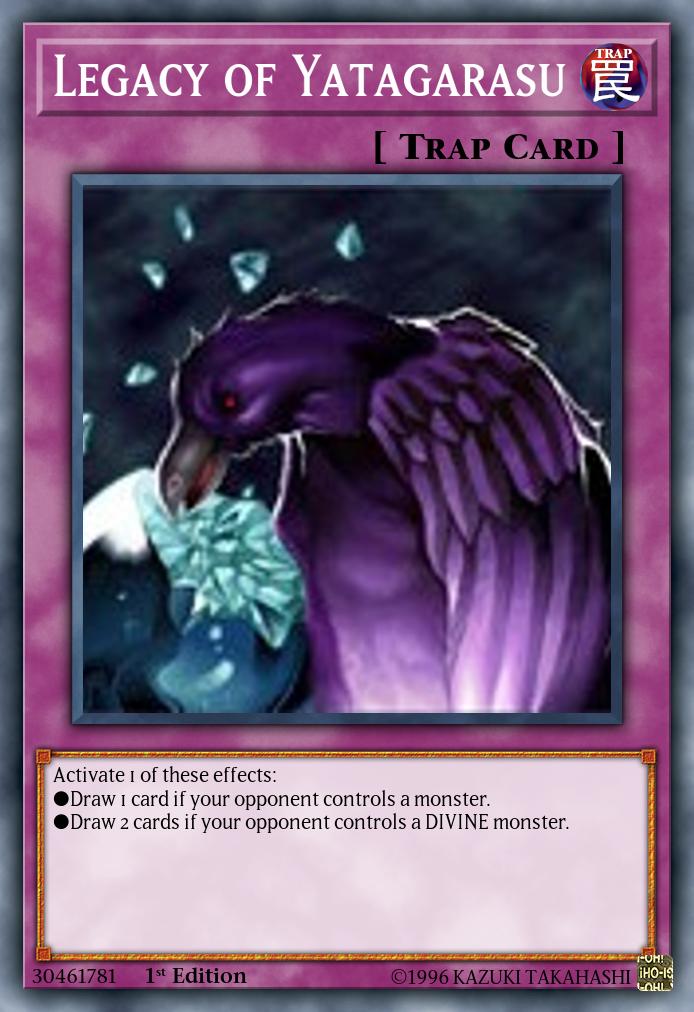 Legacy of Yatagarasu
TRAP
罠
[ Trap Card ]
Activate 1 of these effects:
●Draw 1 card if your opponent controls a monster.
●Draw 2 cards if your opponent controls a DIVINE monster.
30461781 1st Edition ©1996 KAZUKI TAKAHASHI